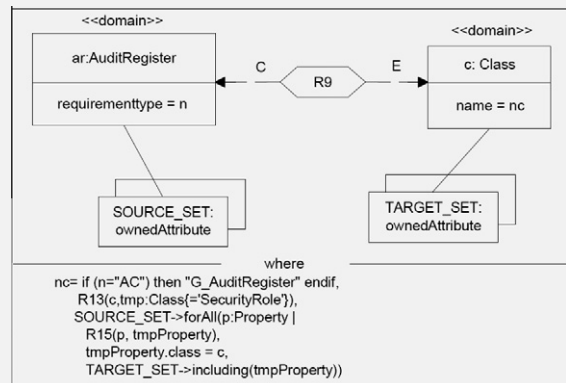 <<domain>>
<<domain>>
ar:AuditRegister
requirementtype = n
C
R9
E
c: Class
name = nc
SOURCE_SET:
ownedAttribute
TARGET_SET:
ownedAttribute
where
nc= if (n="AC") then "G_AuditRegister" endif,
R13(c,tmp:Class{='SecurityRole'}),
SOURCE_SET->forAll(p:Property |
R15(p, tmpProperty),
tmpProperty.class = c,
TARGET_SET->including(tmpProperty))